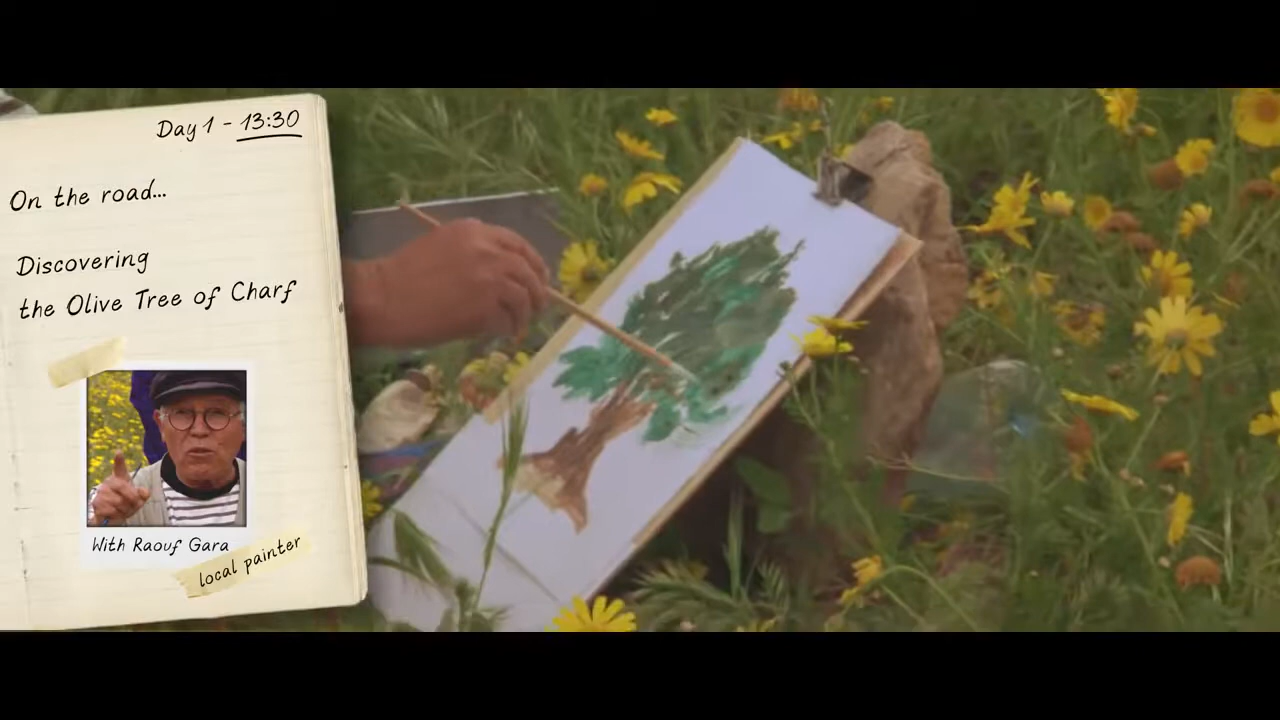 Day 1 - 13:30
On the road...
Discovering
the Olive Tree of Charf
With Raouf Gara
local painter